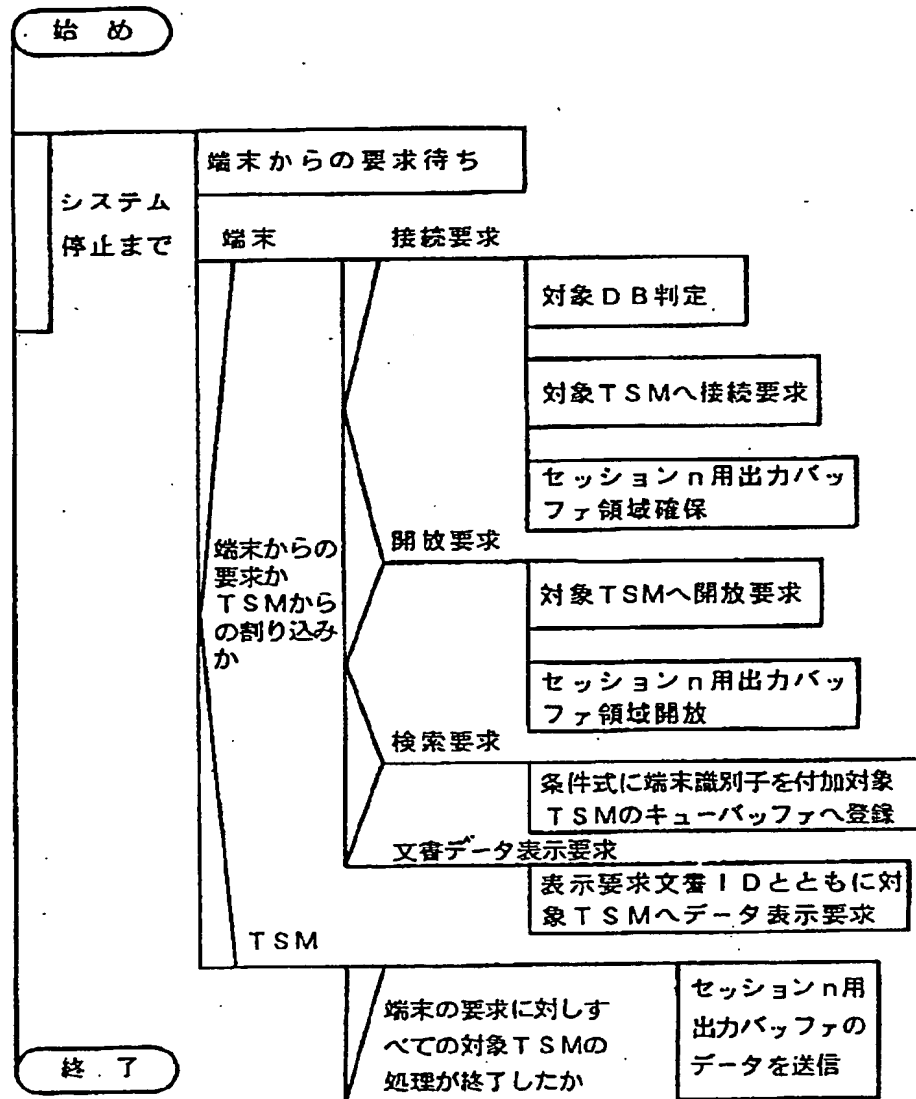 始め
端末からの要求待ち
システム
停止まで
端末
接続要求
対象DB判定
対象TSMへ接続要求
セッションn用出力バッ
ファ領域確保
開放要求
端末からの
要求か
TSMから
の割り込み
か
対象TSMへ開放要求
セッションn用出力バッ
ファ領域開放
検索要求
条件式に端末識別子を付加対象
TSMのキューバッファへ登録
文書データ表示要求
表示要求文書IDとともに対
象TSMへデータ表示要求
TSM
端末の要求に対しす
べての対象TSMの
処理が終了したか
セッションn用
出力バッファの
データを送信
終了